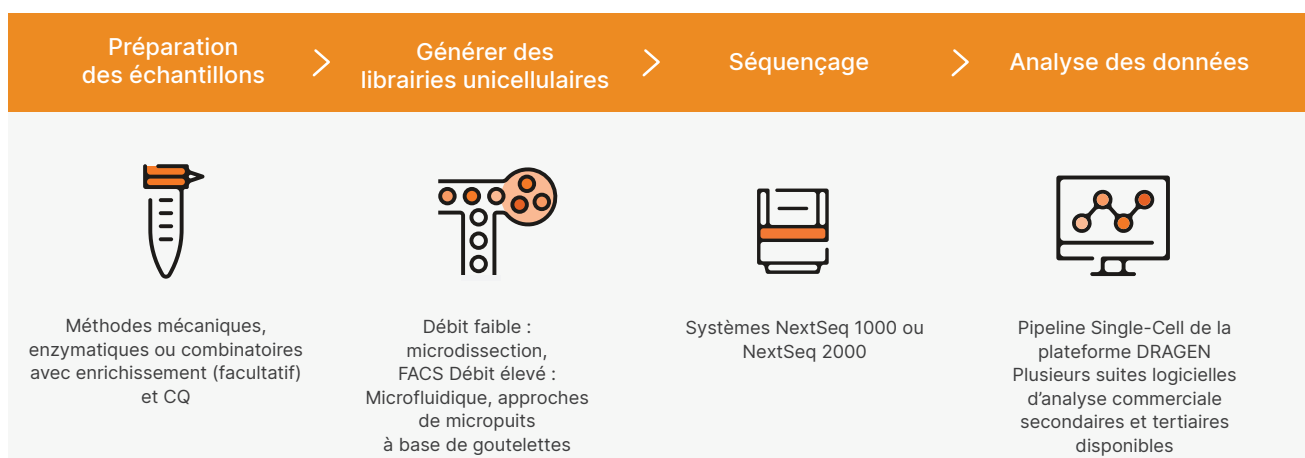 Préparation
des échantillons
Générer des
librairies unicellulaires
Séquençage
Analyse des données
Méthodes mécaniques,
enzymatiques ou combinatoires
avec enrichissement (facultatif)
et CQ
Débit faible :
microdissection,
FACS Débit élevé :
Microfluidique, approches
de micropuits
à base de goutelettes
Systèmes NextSeq 1000 ou
NextSeq 2000
Pipeline Single-Cell de la
plateforme DRAGEN
Plusieurs suites logicielles
d’analyse commerciale
secondaires et tertiaires
disponibles